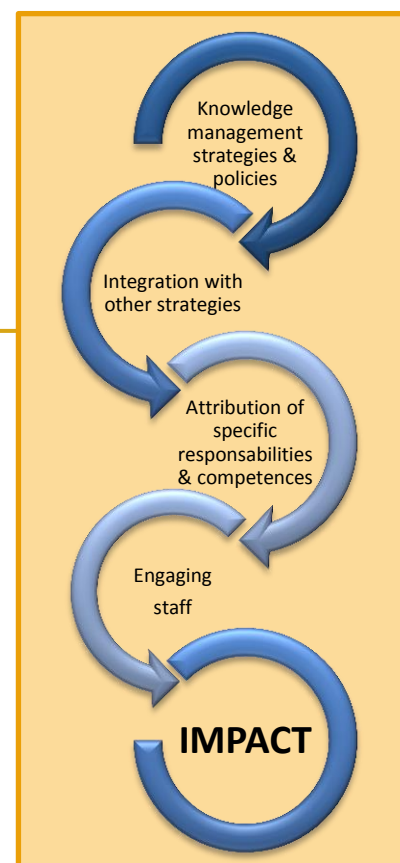 Knowledge
management
strategies &
policies
Integration with
other strategies
Attribution of
specific
responsabilities
& competences
Engaging
staff
IMPACT